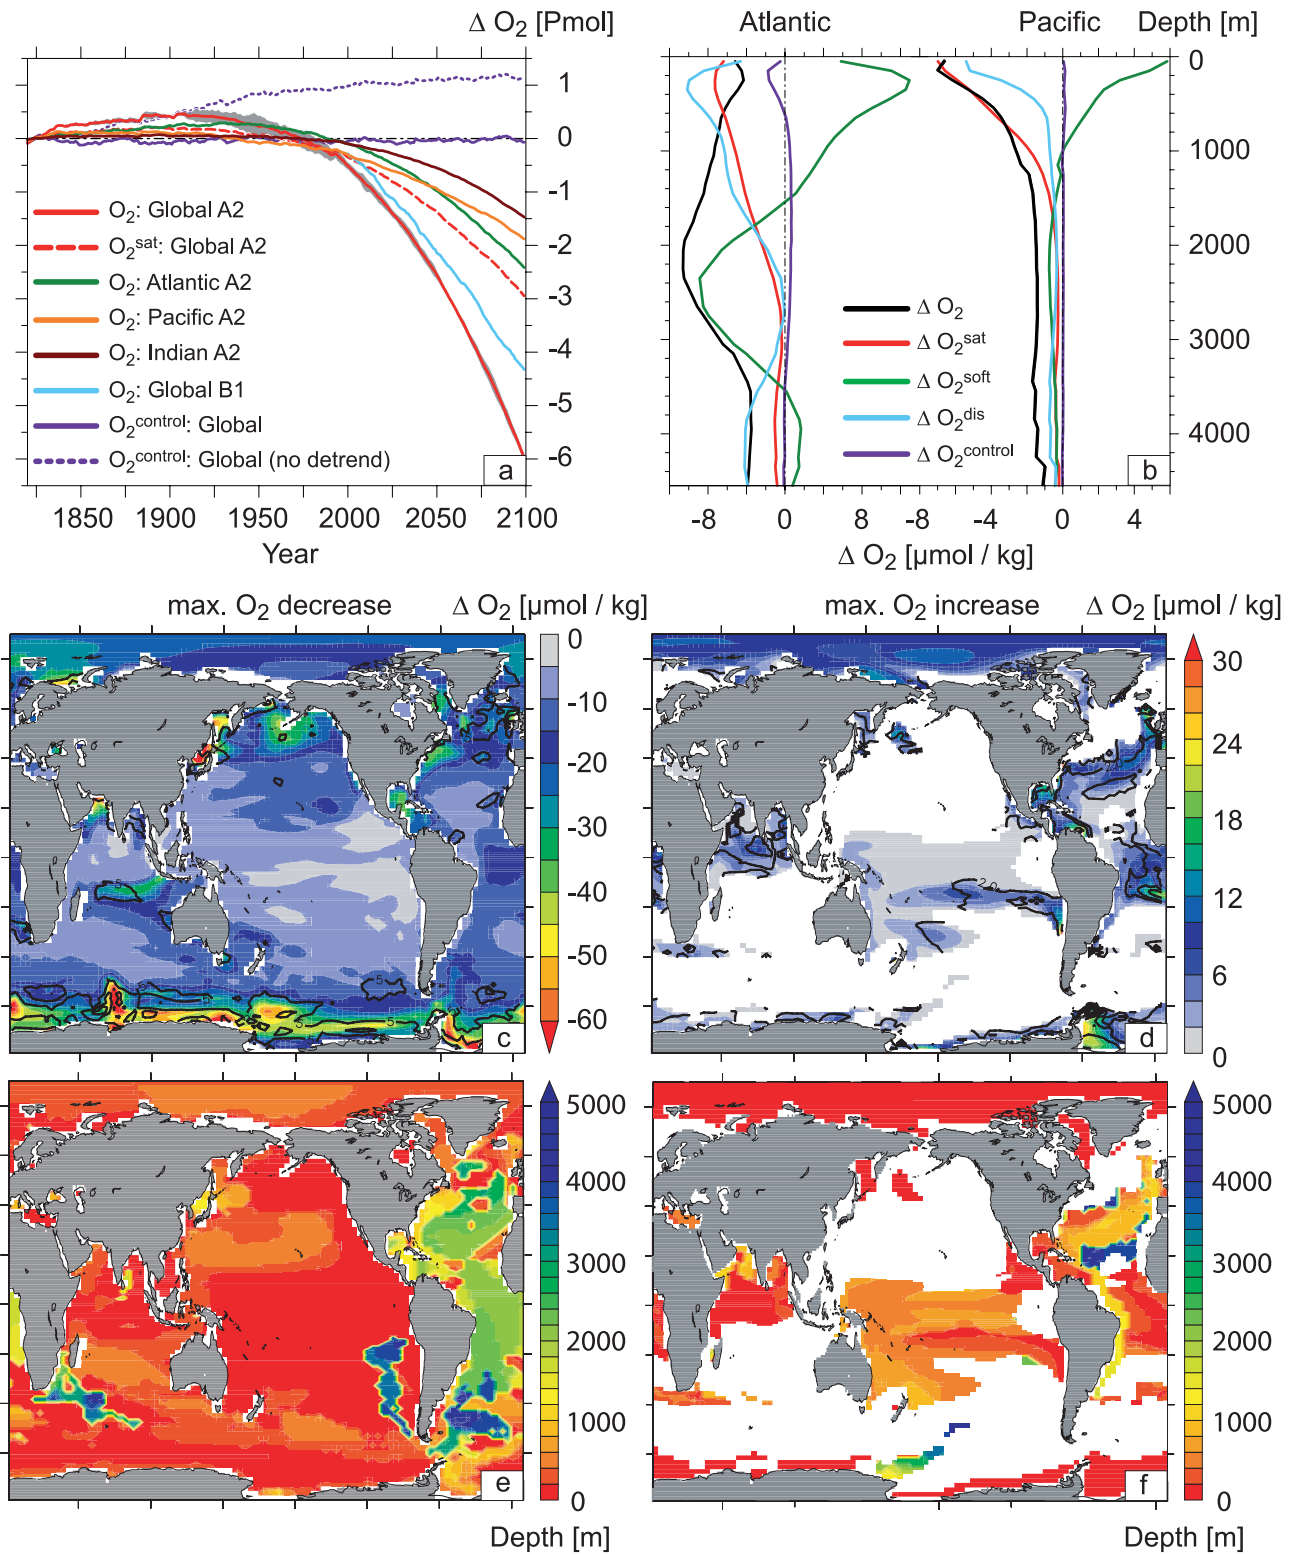 Δ O2 [Pmol]
1
0
-1
-2
-3
-4
-5
-6
O2: Global A2
O2sat: Global A2
O2: Atlantic A2
O2: Pacific A2
O2: Indian A2
O2: Global B1
O2control: Global
O2control: Global (no detrend)
a
1850 1900 1950 2000 2050 2100
Year
Atlantic Pacific Depth [m]
0
1000
2000
3000
4000
Δ O2
Δ O2sat
Δ O2soft
Δ O2dis
Δ O2control
b
-8 0 8 -8 -4 0 4
Δ O2 [µmol / kg]
max. O2 decrease Δ O2 [µmol / kg]
0
-10
-20
-30
-40
-50
-60
c
max. O2 increase Δ O2 [µmol / kg]
30
24
18
12
6
0
d
5000
4000
3000
2000
1000
0
e
Depth [m]
5000
4000
3000
2000
1000
0
f
Depth [m]